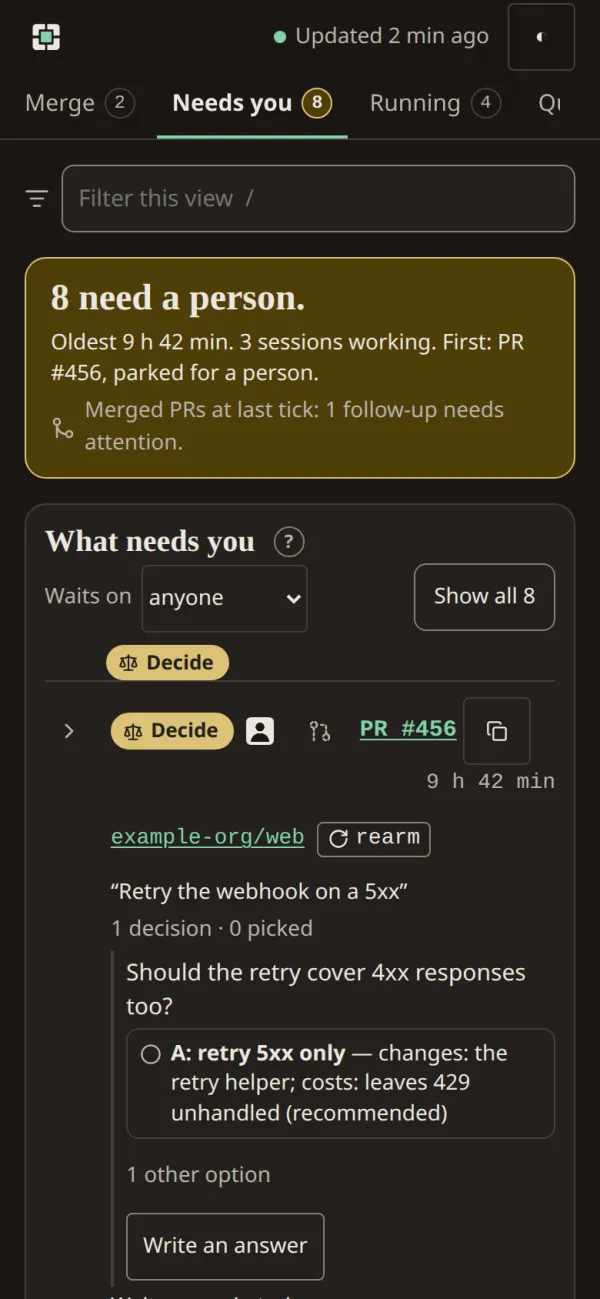 Updated 2 min ago
Merge 2 Needs you 8 Running 4
Filter this view /
8 need a person.
Oldest 9 h 42 min. 3 sessions working. First: PR
#456, parked for a person.
Merged PRs at last tick: 1 follow-up needs
attention.
What needs you ?
Waits on anyone Show all 8
Decide
Decide PR #456
9 h 42 min
example-org/web rearm
“Retry the webhook on a 5xx”
1 decision · 0 picked
Should the retry cover 4xx responses
too?
A: retry 5xx only — changes: the
retry helper; costs: leaves 429
unhandled (recommended)
1 other option
Write an answer